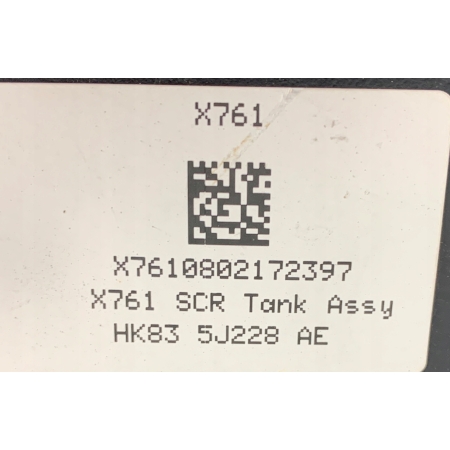 X761
X7610802172397
X761 SCR Tank Assy
HK83 5J228 AE